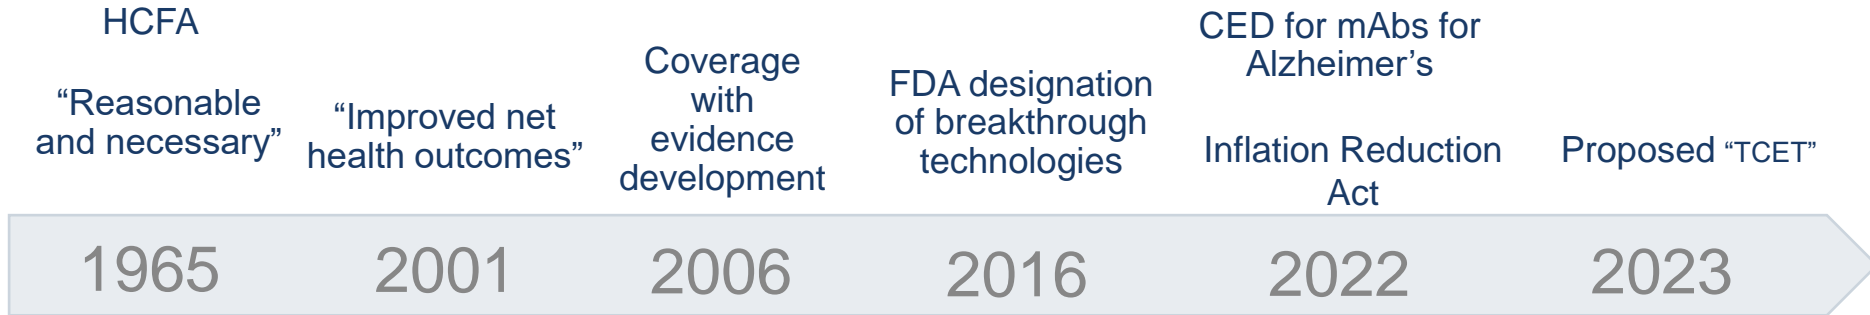 HCFA
“Reasonable
and necessary”
“Improved net
health outcomes”
Coverage
with
evidence
development
FDA designation
of breakthrough
technologies
CED for mAbs for
Alzheimer’s
Inflation Reduction
Act
Proposed “TCET”
1965
2001
2006
2016
2022
2023